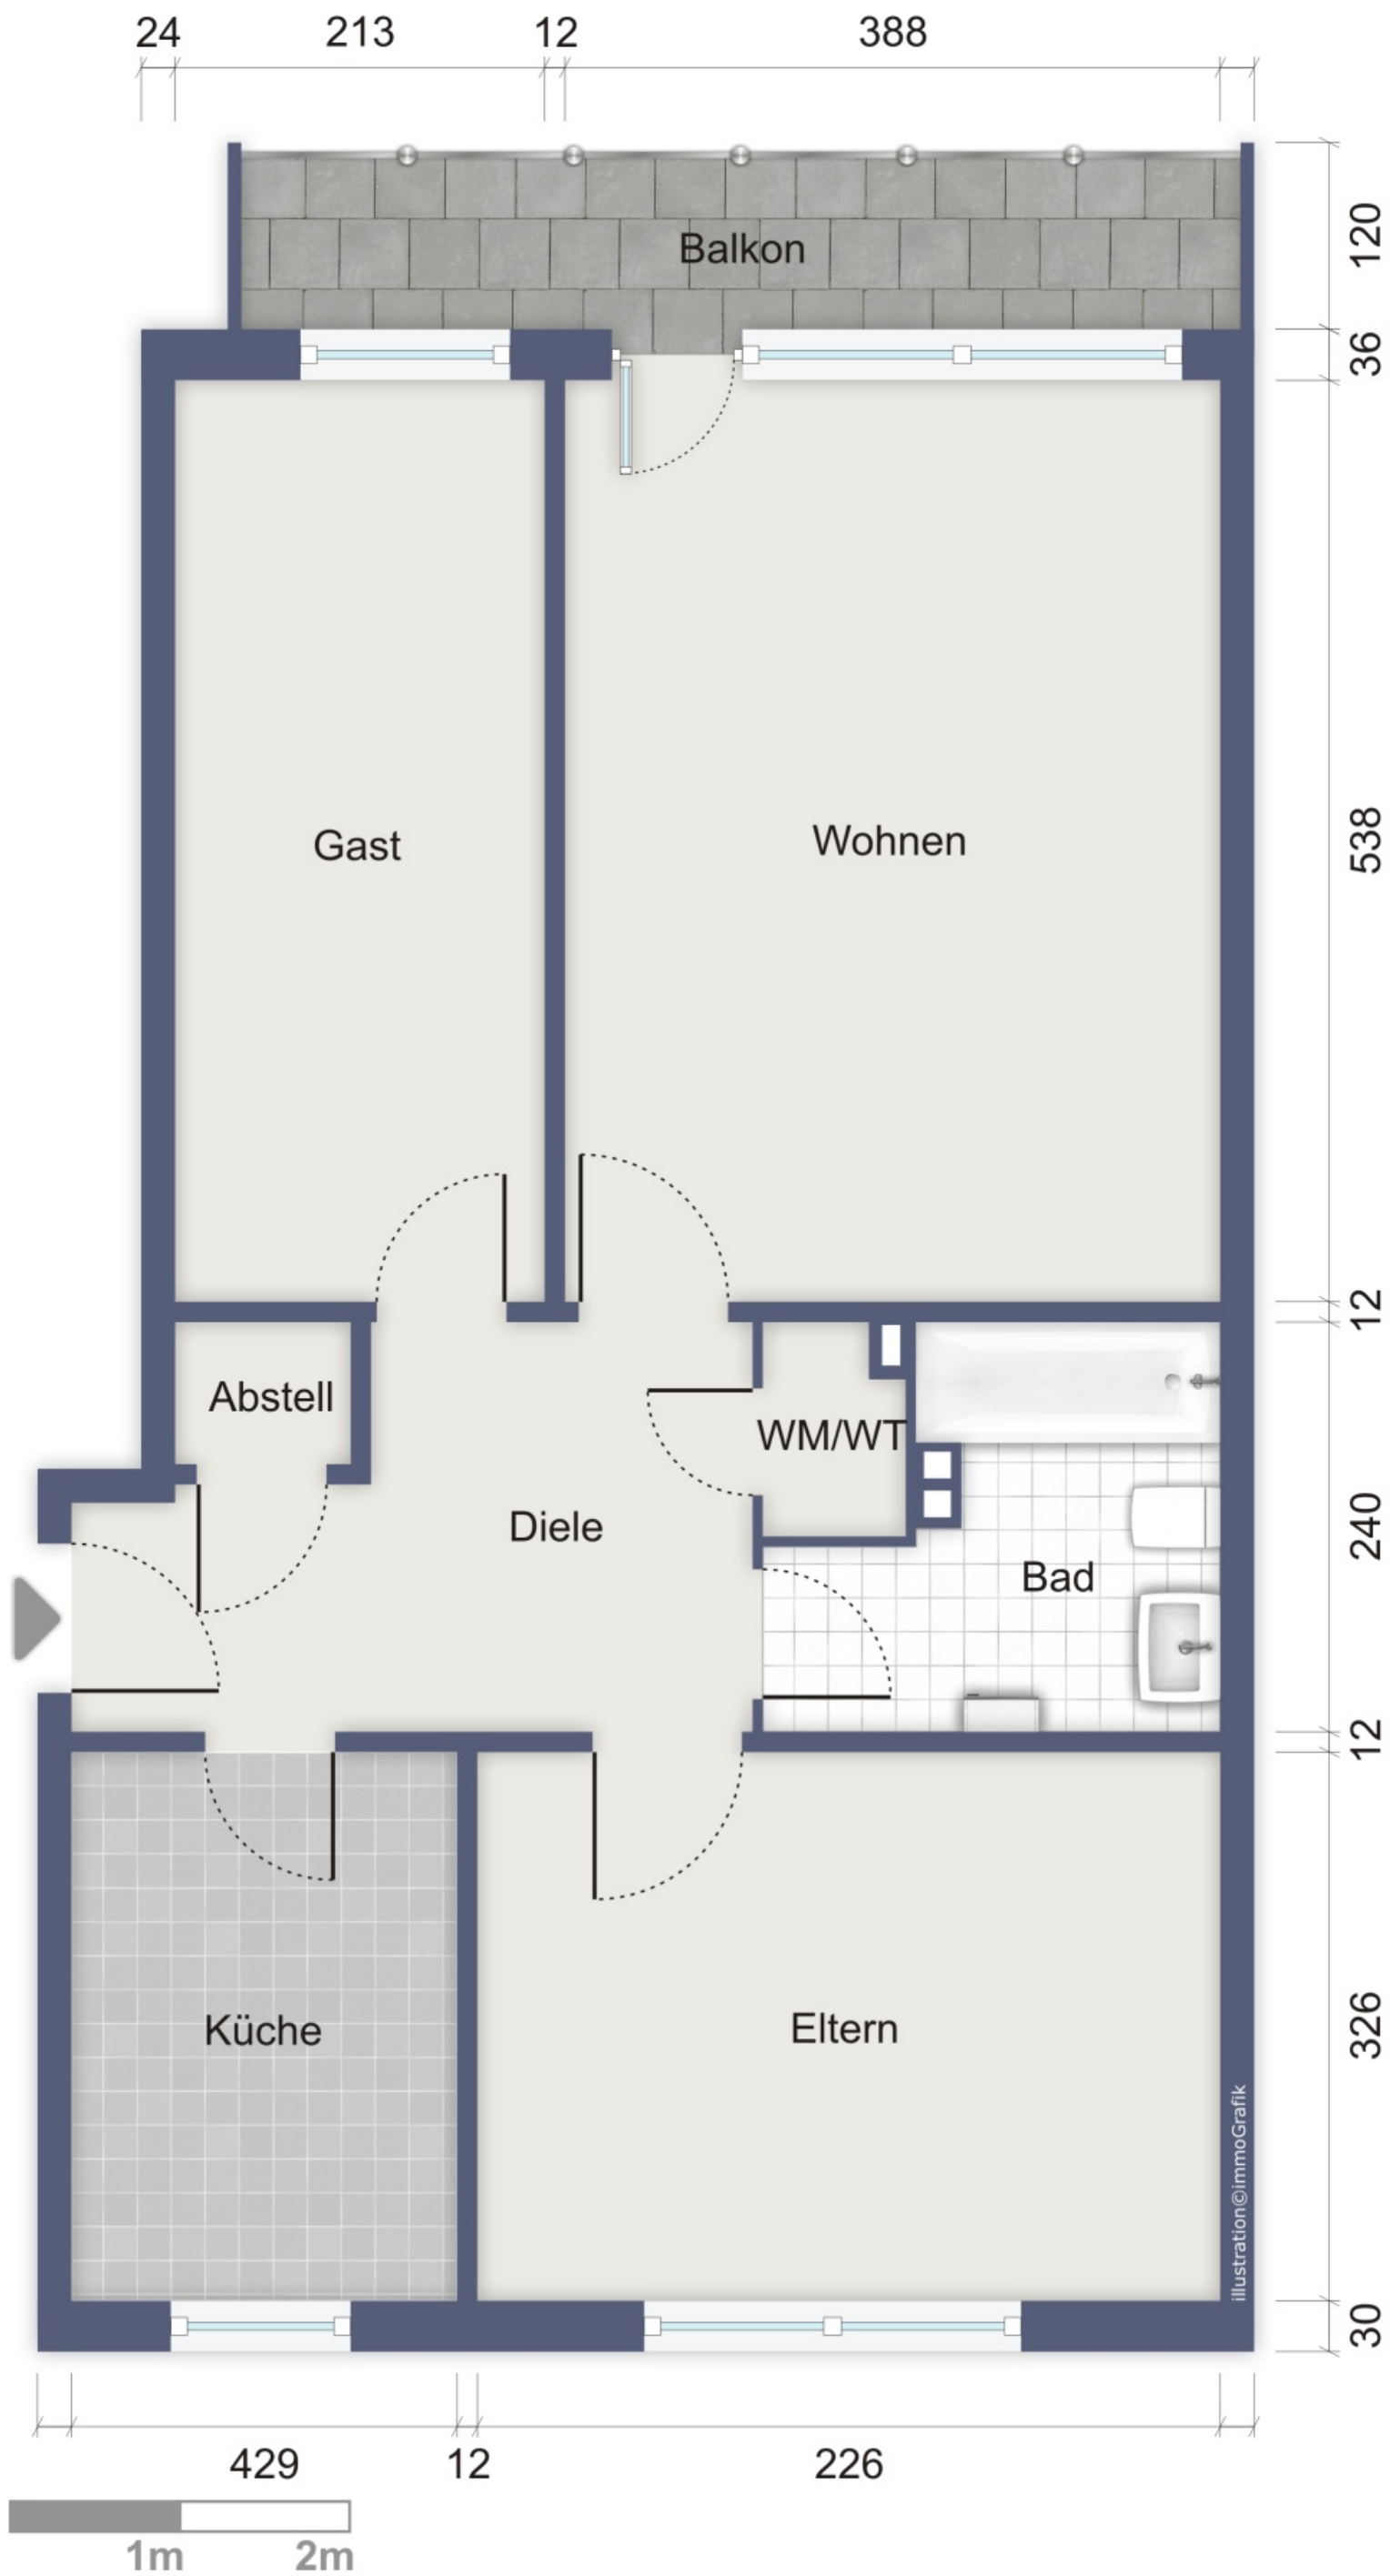 24 213 12 388
Balkon
120
36
Gast
Wohnen
538
12
Abstell
WM/WT
Diele
240
Bad
12
Küche
Eltern
326
illustration©immoGrafik
30
429 12 226
1m 2m